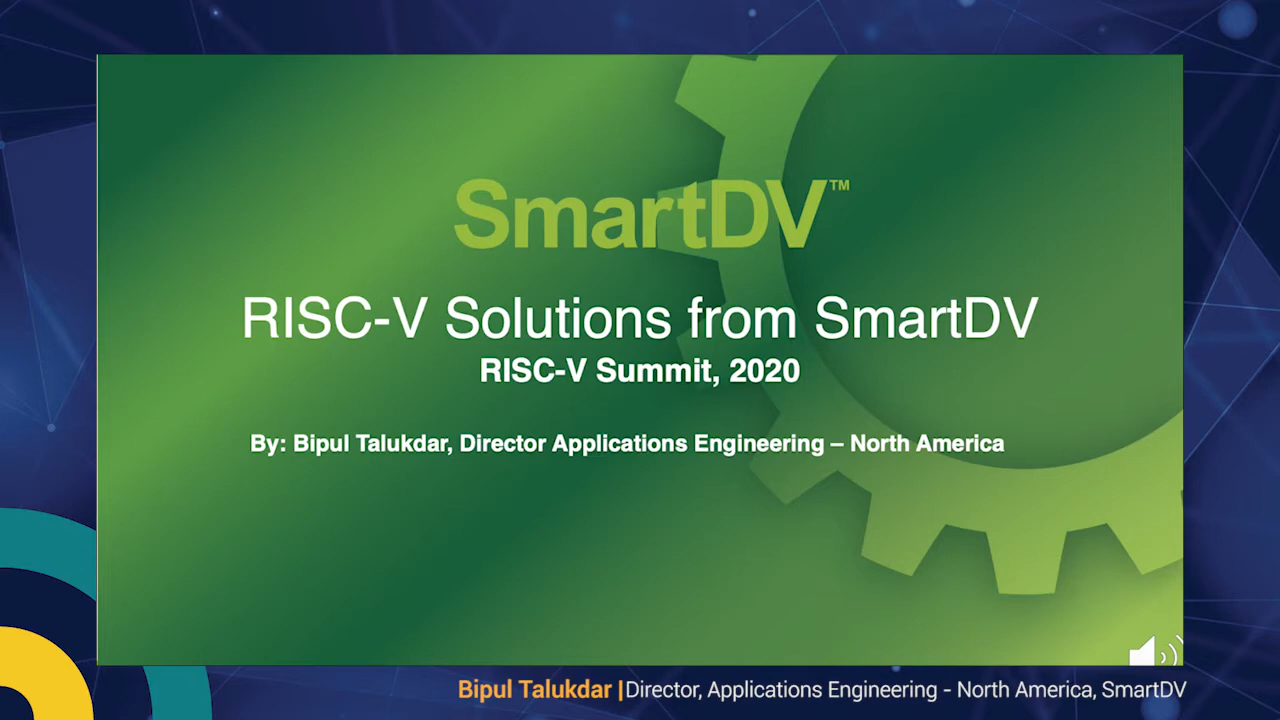 SmartDV™
RISC-V Solutions from SmartDV
RISC-V Summit, 2020
By: Bipul Talukdar, Director Applications Engineering – North America
Bipul Talukdar |Director, Applications Engineering - North America, SmartDV